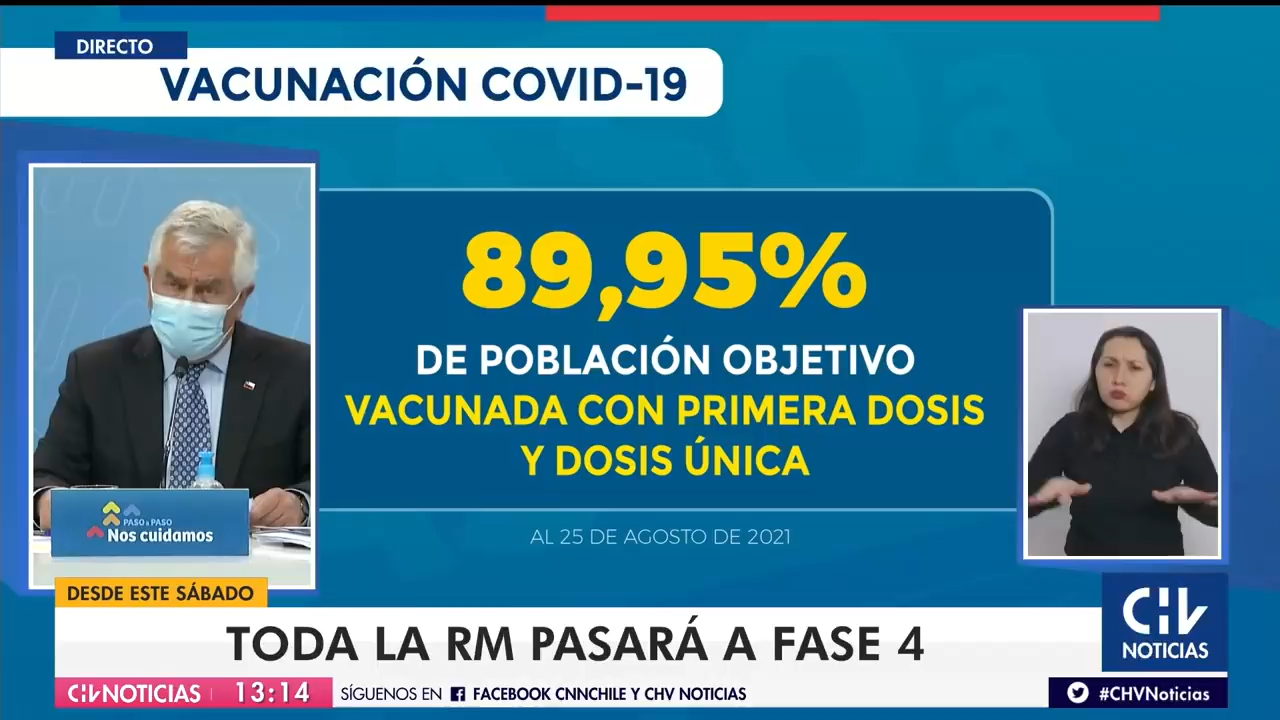 DIRECTO
VACUNACIÓN COVID-19
89,95%
DE POBLACIÓN OBJETIVO
VACUNADA CON PRIMERA DOSIS
Y DOSIS ÚNICA
AL 25 DE AGOSTO DE 2021
PASO a PASO
Nos cuidamos
DESDE ESTE SÁBADO
TODA LA RM PASARÁ A FASE 4
CHV
NOTICIAS
CHV NOTICIAS 13:14 SÍGUENOS EN FACEBOOK CNNCHILE Y CHV NOTICIAS #CHVNoticias